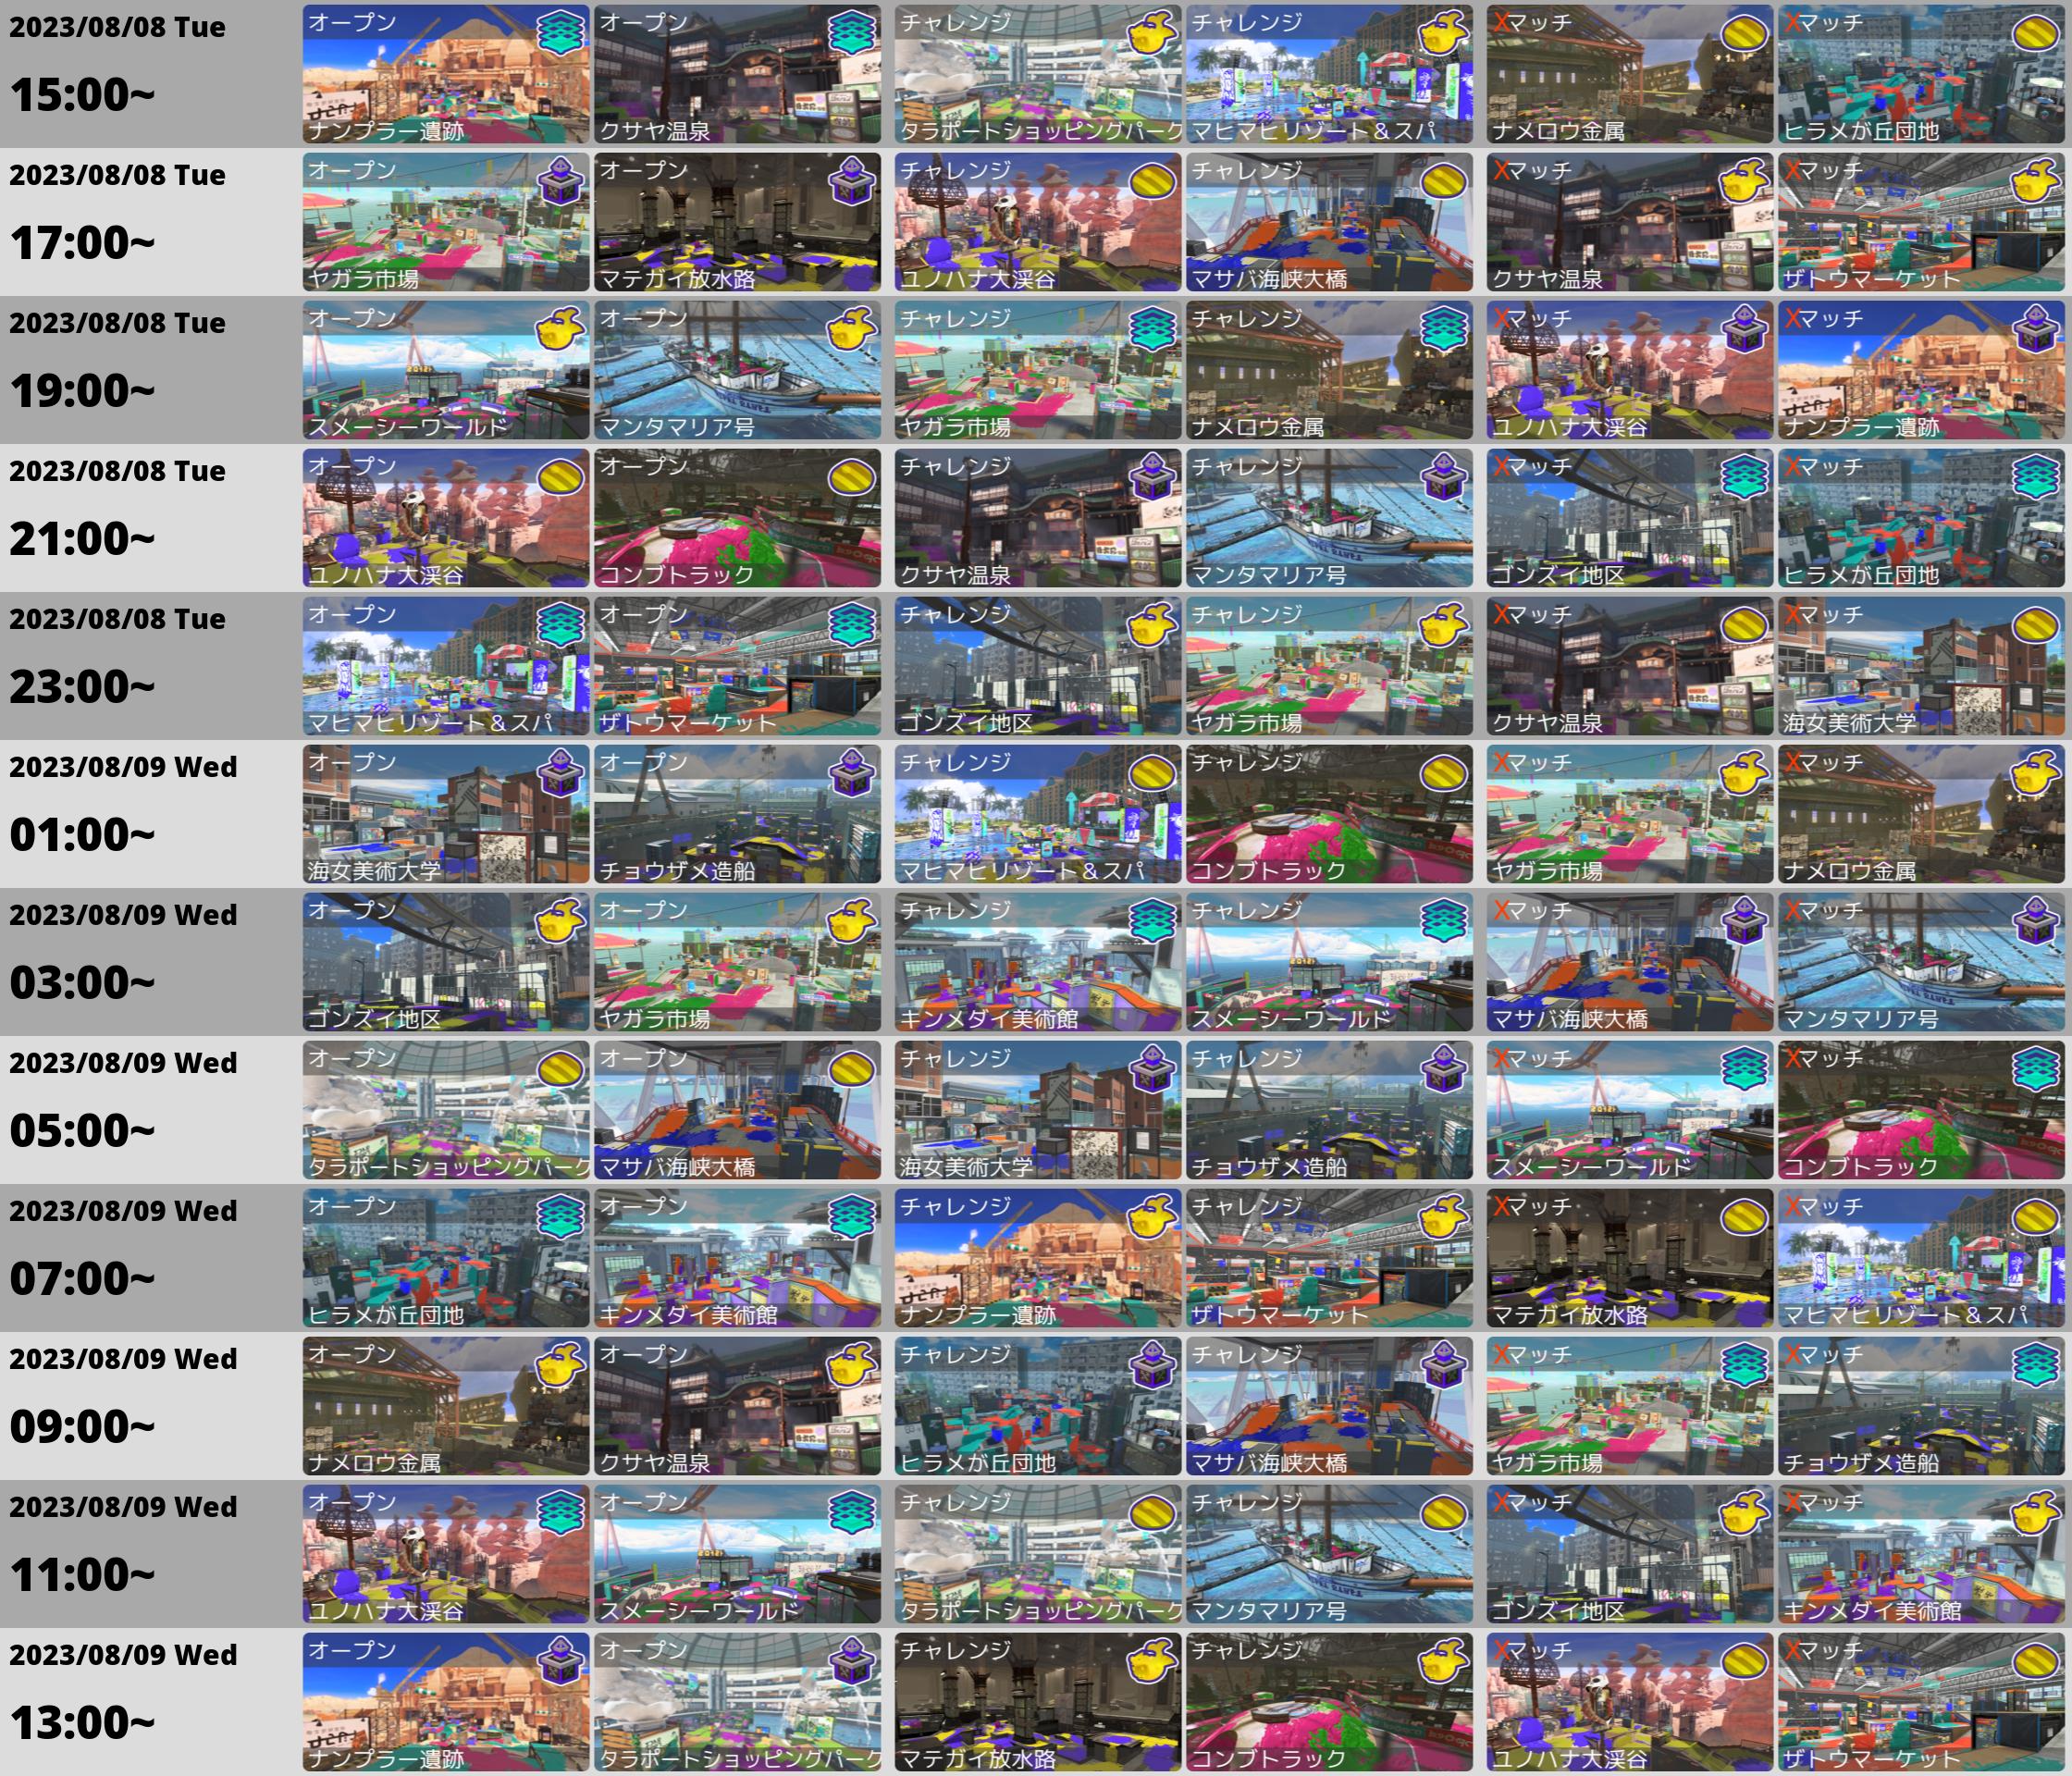 2023/08/08 Tue
15:00~
オープン オープン チャレンジ チャレンジ Xマッチ Xマッチ
ナンプラー遺跡 クサヤ温泉 タラポートショッピングパーク マヒマヒリゾート＆スパ ナメロウ金属 ヒラメが丘団地
2023/08/08 Tue
17:00~
オープン オープン チャレンジ チャレンジ Xマッチ Xマッチ
ヤガラ市場 マテガイ放水路 ユノハナ大渓谷 マサバ海峡大橋 クサヤ温泉 ザトウマーケット
2023/08/08 Tue
19:00~
オープン オープン チャレンジ チャレンジ Xマッチ Xマッチ
スメーシーワールド マンタマリア号 ヤガラ市場 ナメロウ金属 ユノハナ大渓谷 ナンプラー遺跡
2023/08/08 Tue
21:00~
オープン オープン チャレンジ チャレンジ Xマッチ Xマッチ
ユノハナ大渓谷 コンブトラック クサヤ温泉 マンタマリア号 ゴンズイ地区 ヒラメが丘団地
2023/08/08 Tue
23:00~
オープン オープン チャレンジ チャレンジ Xマッチ Xマッチ
マヒマヒリゾート＆スパ ザトウマーケット ゴンズイ地区 ヤガラ市場 クサヤ温泉 海女美術大学
2023/08/09 Wed
01:00~
オープン オープン チャレンジ チャレンジ Xマッチ Xマッチ
海女美術大学 チョウザメ造船 マヒマヒリゾート＆スパ コンブトラック ヤガラ市場 ナメロウ金属
2023/08/09 Wed
03:00~
オープン オープン チャレンジ チャレンジ Xマッチ Xマッチ
ゴンズイ地区 ヤガラ市場 キンメダイ美術館 スメーシーワールド マサバ海峡大橋 マンタマリア号
2023/08/09 Wed
05:00~
オープン オープン チャレンジ チャレンジ Xマッチ Xマッチ
タラポートショッピングパーク マサバ海峡大橋 海女美術大学 チョウザメ造船 スメーシーワールド コンブトラック
2023/08/09 Wed
07:00~
オープン オープン チャレンジ チャレンジ Xマッチ Xマッチ
ヒラメが丘団地 キンメダイ美術館 ナンプラー遺跡 ザトウマーケット マテガイ放水路 マヒマヒリゾート＆スパ
2023/08/09 Wed
09:00~
オープン オープン チャレンジ チャレンジ Xマッチ Xマッチ
ナメロウ金属 クサヤ温泉 ヒラメが丘団地 マサバ海峡大橋 ヤガラ市場 チョウザメ造船
2023/08/09 Wed
11:00~
オープン オープン チャレンジ チャレンジ Xマッチ Xマッチ
ユノハナ大渓谷 スメーシーワールド タラポートショッピングパーク マンタマリア号 ゴンズイ地区 キンメダイ美術館
2023/08/09 Wed
13:00~
オープン オープン チャレンジ チャレンジ Xマッチ Xマッチ
ナンプラー遺跡 タラポートショッピングパーク マテガイ放水路 コンブトラック ユノハナ大渓谷 ザトウマーケット